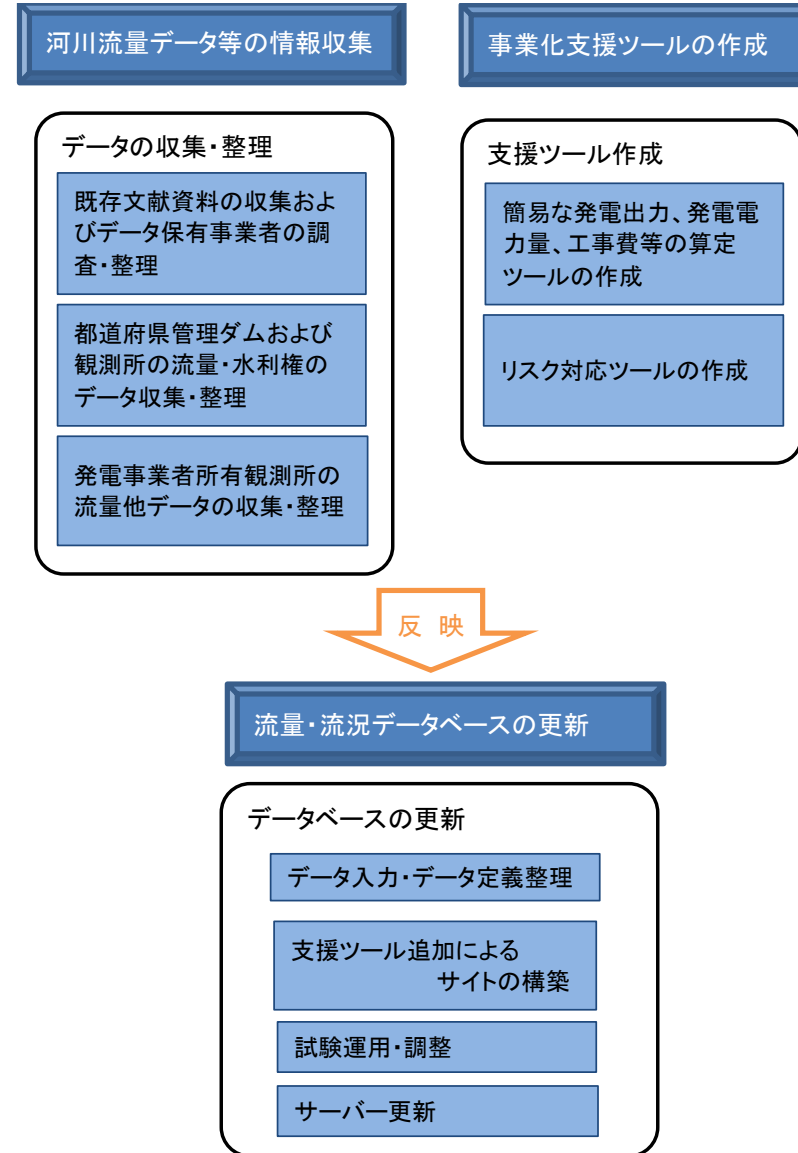 河川流量データ等の情報収集
データの収集・整理
既存文献資料の収集およ
びデータ保有事業者の調
査・整理
都道府県管理ダムおよび
観測所の流量・水利権の
データ収集・整理
発電事業者所有観測所の
流量他データの収集・整理
事業化支援ツールの作成
支援ツール作成
簡易な発電出力、発電電
力量、工事費等の算定
ツールの作成
リスク対応ツールの作成
反 映
流量・流況データベースの更新
データベースの更新
データ入力・データ定義整理
支援ツール追加による
サイトの構築
試験運用・調整
サーバー更新